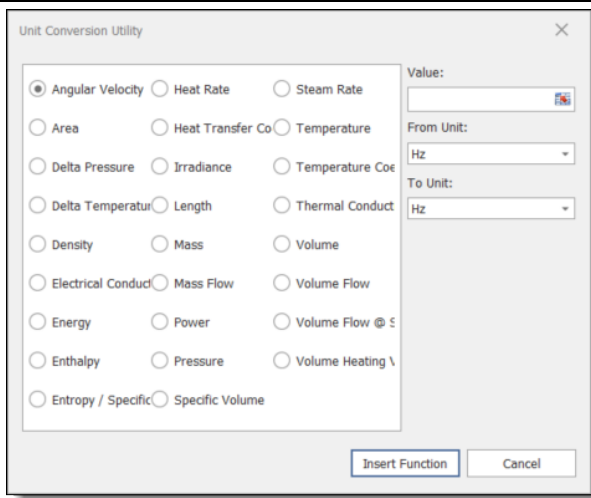 Unit Conversion Utility
Angular Velocity
Heat Rate
Steam Rate
Area
Heat Transfer Co
Temperature
Delta Pressure
Irradiance
Temperature Coe
Delta Temperatur
Length
Thermal Conduct
Density
Mass
Volume
Electrical Conduct
Mass Flow
Volume Flow
Energy
Power
Volume Flow @ S
Enthalpy
Pressure
Volume Heating V
Entropy / Specific
Specific Volume
Value:
From Unit:
Hz
To Unit:
Hz
Insert Function
Cancel